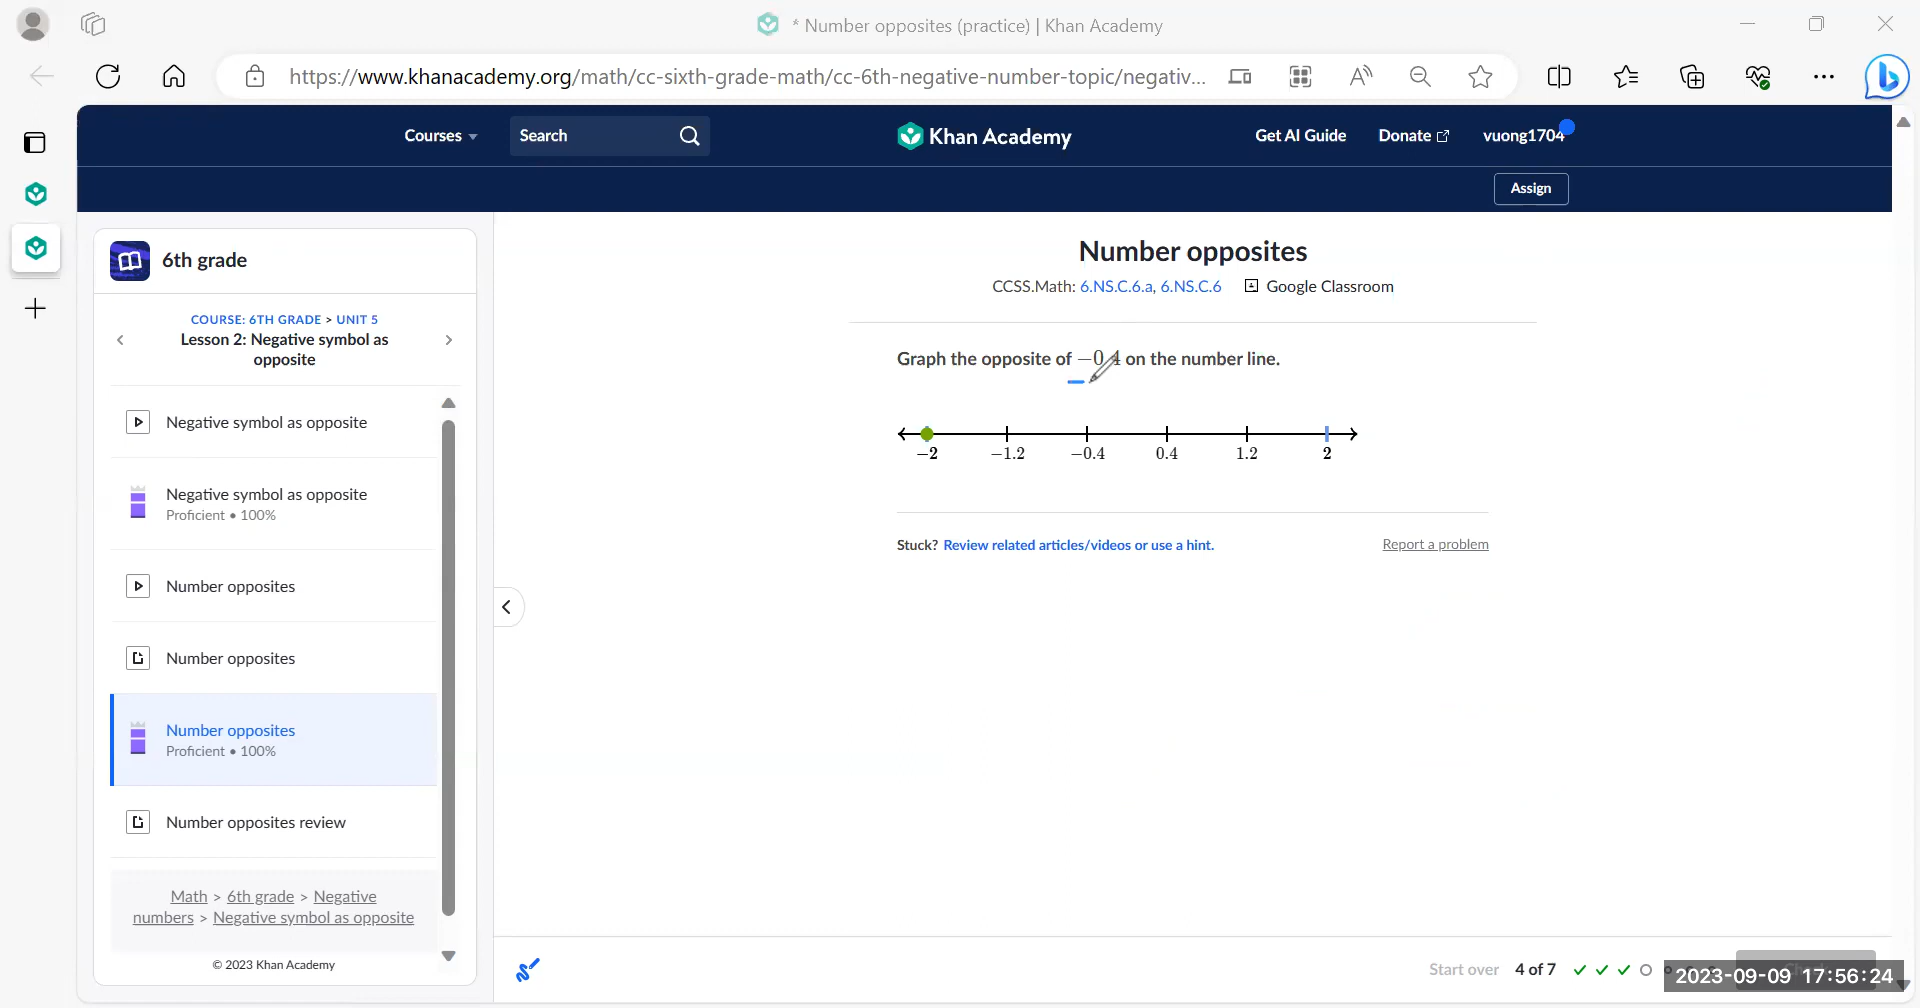 * Number opposites (practice) | Khan Academy
https://www.khanacademy.org/math/cc-sixth-grade-math/cc-6th-negative-number-topic/negativ...
Courses
Search
Khan Academy
Get AI Guide
Donate
vuong1704
Assign
6th grade
COURSE: 6TH GRADE > UNIT 5
Lesson 2: Negative symbol as
opposite
Negative symbol as opposite
Negative symbol as opposite
Proficient • 100%
Number opposites
Number opposites
Number opposites
Proficient • 100%
Number opposites review
Math > 6th grade > Negative
numbers > Negative symbol as opposite
© 2023 Khan Academy
Number opposites
CCSS.Math: 6.NS.C.6.a, 6.NS.C.6
Google Classroom
Graph the opposite of −0.4 on the number line.
−2 −1.2 −0.4 0.4 1.2 2
Stuck? Review related articles/videos or use a hint.
Report a problem
Start over
4 of 7
2023-09-09 17:56:24